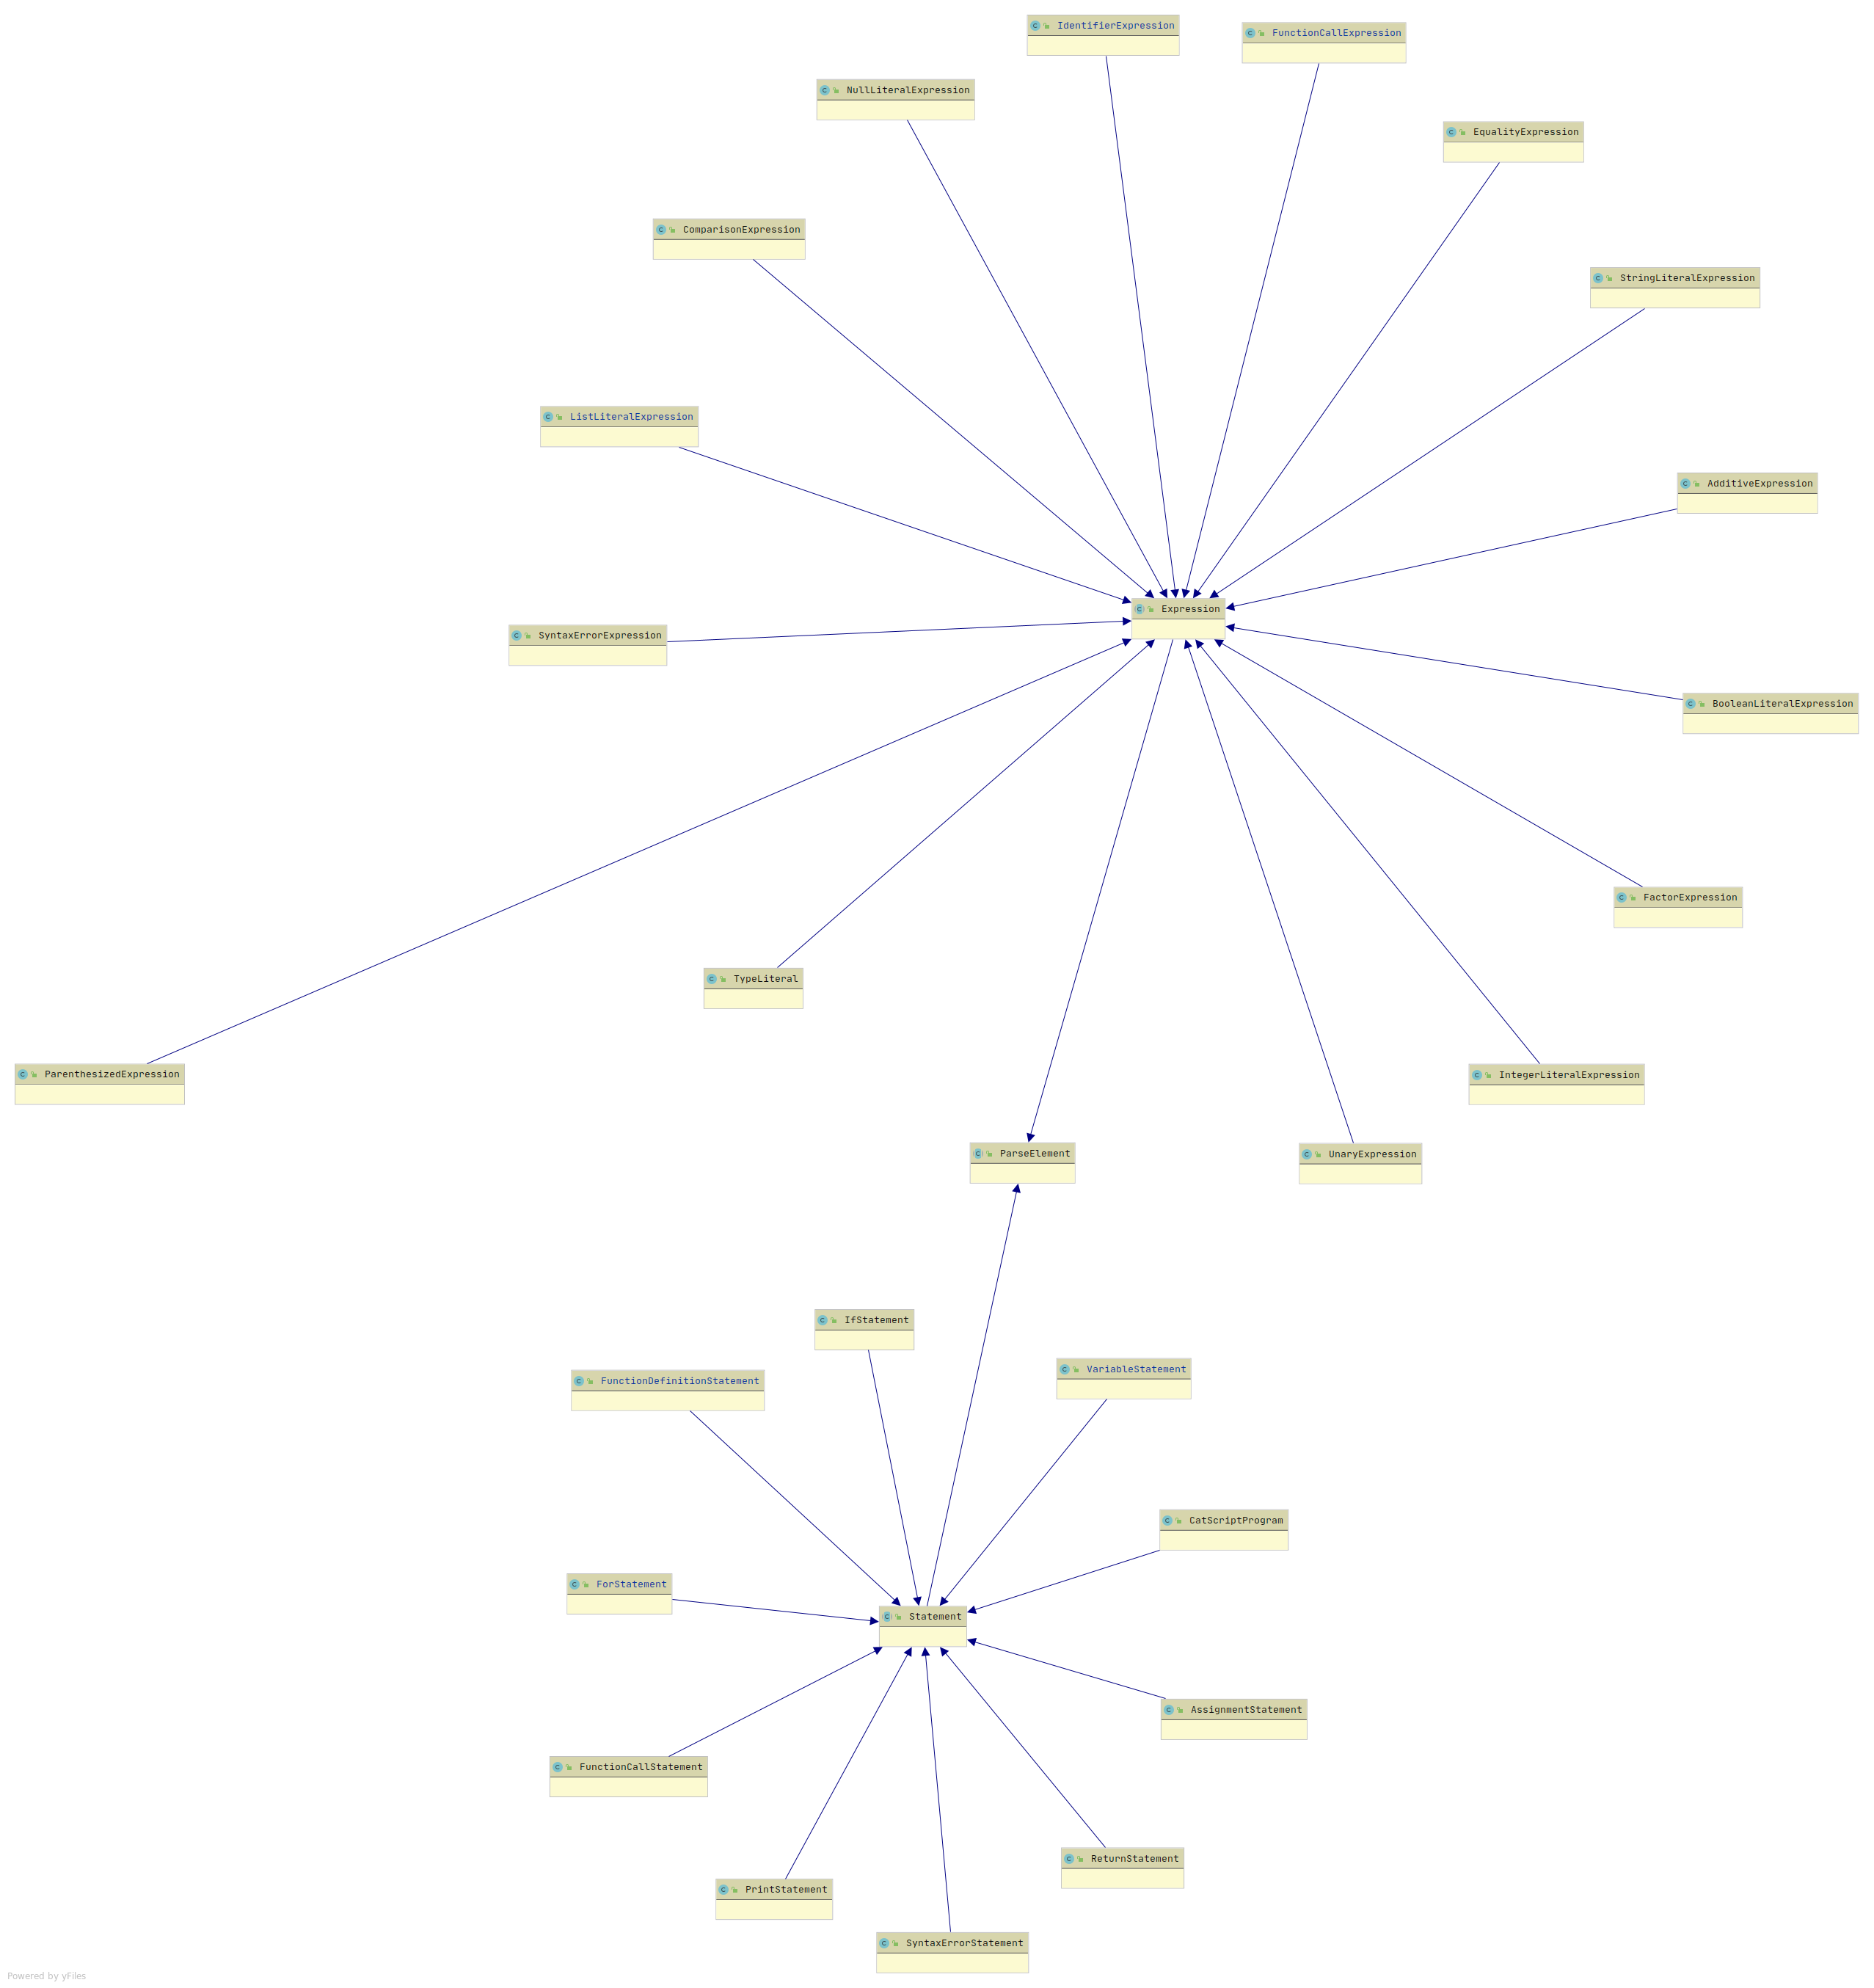 IdentifierExpression
FunctionCallExpression
NullLiteralExpression
EqualityExpression
ComparisonExpression
StringLiteralExpression
ListLiteralExpression
AdditiveExpression
Expression
SyntaxErrorExpression
BooleanLiteralExpression
FactorExpression
TypeLiteral
ParenthesizedExpression
IntegerLiteralExpression
ParseElement
UnaryExpression
IfStatement
VariableStatement
FunctionDefinitionStatement
CatScriptProgram
ForStatement
Statement
AssignmentStatement
FunctionCallStatement
ReturnStatement
PrintStatement
SyntaxErrorStatement
Powered by yFiles